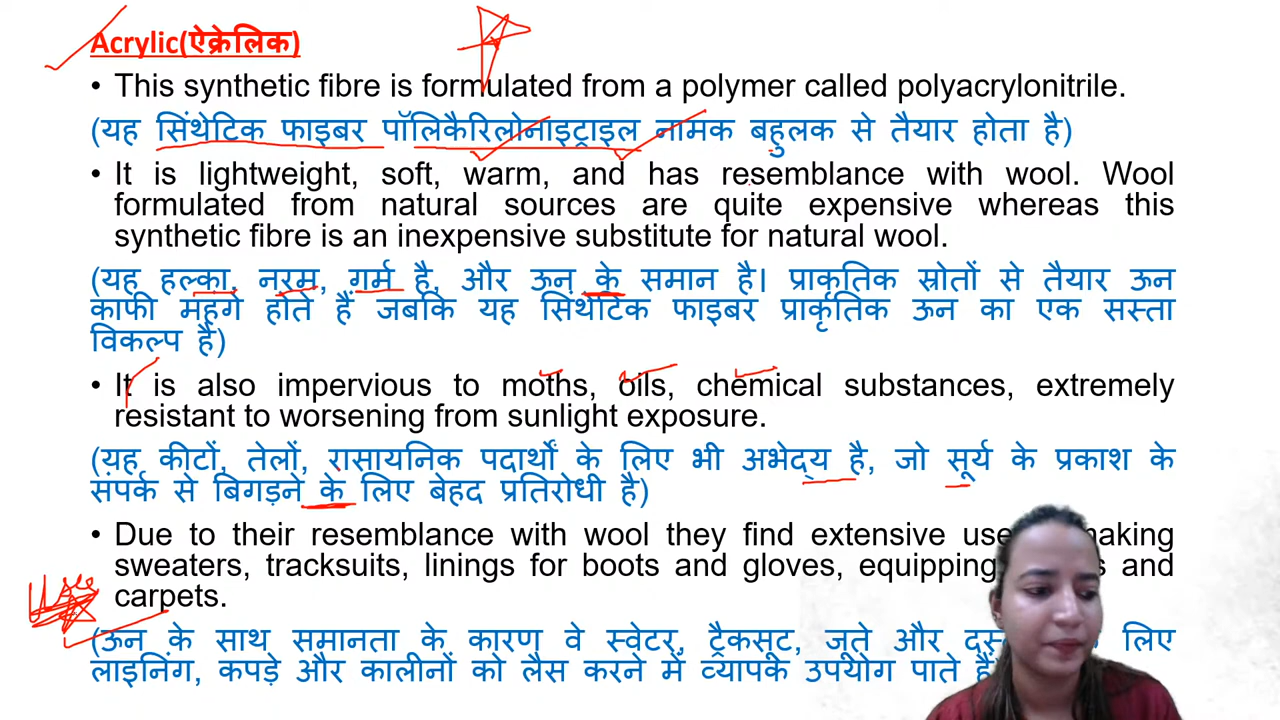 Acrylic(ऐक्रेलिक)
• This synthetic fibre is formulated from a polymer called polyacrylonitrile.
(यह सिंथेटिक फाइबर पॉलिकैरिलोनाइट्राइल नामक बहुलक से तैयार होता है)
• It is lightweight, soft, warm, and has resemblance with wool. Wool
formulated from natural sources are quite expensive whereas this
synthetic fibre is an inexpensive substitute for natural wool.
(यह हल्का, नरम, गर्म है, और ऊन के समान है। प्राकृतिक स्रोतों से तैयार ऊन
काफी महंगे होते हैं जबकि यह सिंथेटिक फाइबर प्राकृतिक ऊन का एक सस्ता
विकल्प है)
• It is also impervious to moths, oils, chemical substances, extremely
resistant to worsening from sunlight exposure.
(यह कीटों, तेलों, रासायनिक पदार्थों के लिए भी अभेद्य है, जो सूर्य के प्रकाश के
संपर्क से बिगड़ने के लिए बेहद प्रतिरोधी है)
• Due to their resemblance with wool they find extensive use making
sweaters, tracksuits, linings for boots and gloves, equipping and
carpets.
(ऊन के साथ समानता के कारण वे स्वेटर, ट्रैकसूट, जूते और लिए
लाइनिंग, कपड़े और कालीनों को लैस करने में व्यापक उपयोग पाते